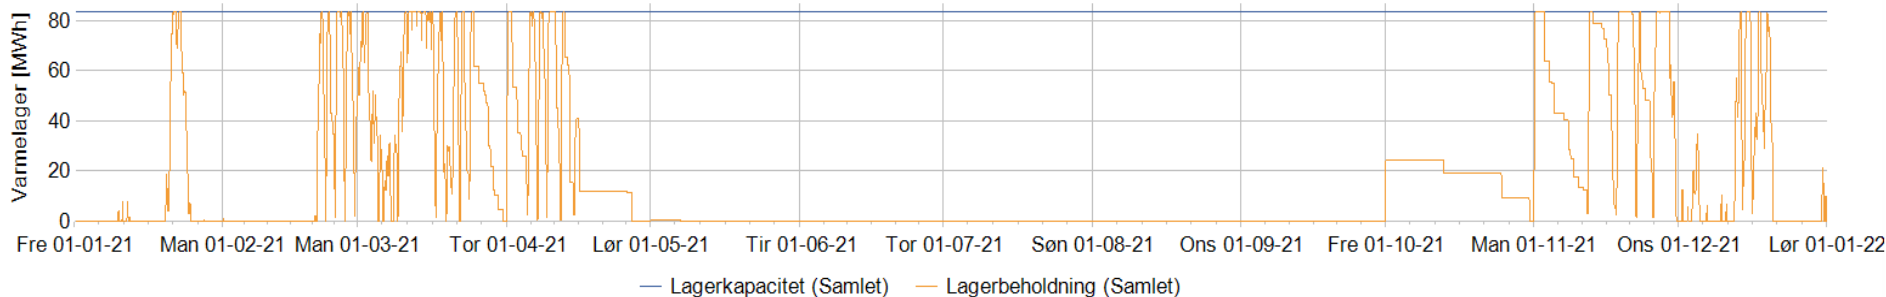 Varmelager [MWh]
80
60
40
20
0
Fre 01-01-21 Man 01-02-21 Man 01-03-21 Tor 01-04-21 Lør 01-05-21 Tir 01-06-21 Tor 01-07-21 Søn 01-08-21 Ons 01-09-21 Fre 01-10-21 Man 01-11-21 Ons 01-12-21 Lør 01-01-22
Lagerkapacitet (Samlet) Lagerbeholdning (Samlet)